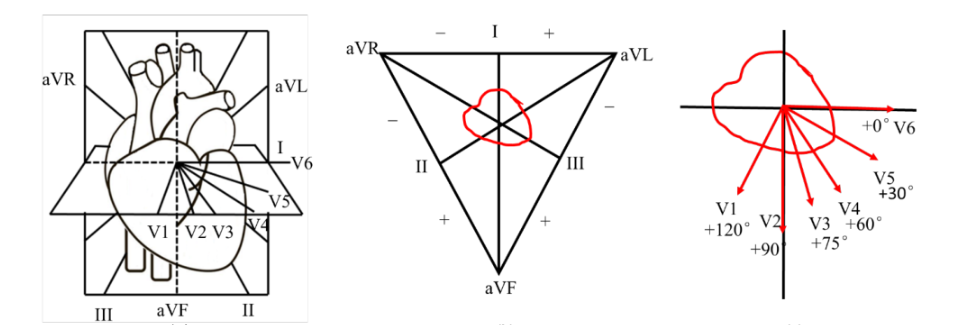 aVR
aVL
I
V6
V5
V1 V2 V3 V4
III aVF II
− I +
aVR aVL
− −
II III
+ +
aVF
+0° V6
V5
+30°
V1 V2 V3 V4
+120° +90° +75° +60°